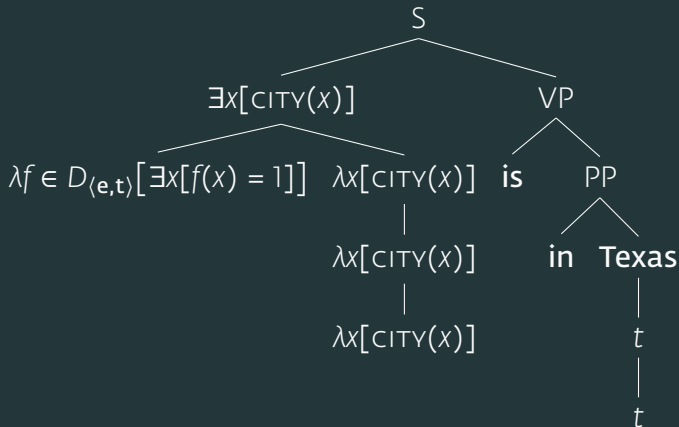 S
∃x[CITY(x)] VP
λf ∈ D⟨e,t⟩[∃x[f(x) = 1]] λx[CITY(x)] is PP
λx[CITY(x)] in Texas
λx[CITY(x)] t
t